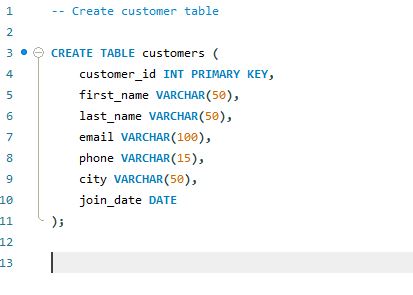 1 -- Create customer table
2
3 CREATE TABLE customers (
4 customer_id INT PRIMARY KEY,
5 first_name VARCHAR(50),
6 last_name VARCHAR(50),
7 email VARCHAR(100),
8 phone VARCHAR(15),
9 city VARCHAR(50),
10 join_date DATE
11 );
12
13